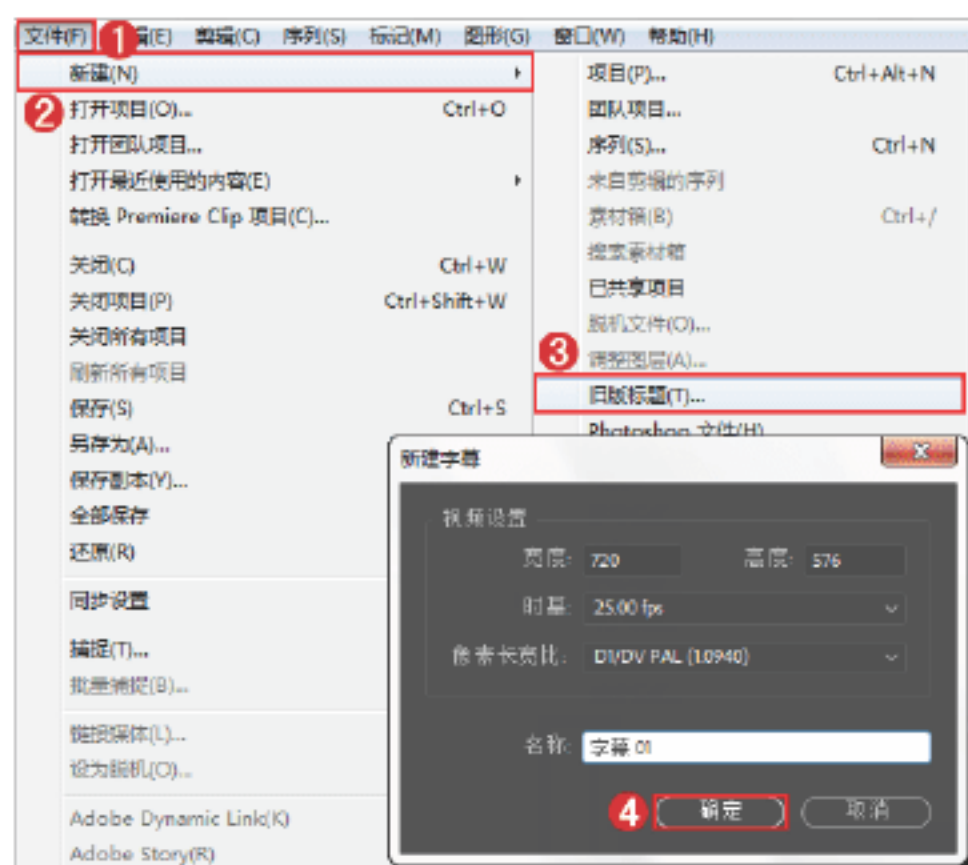 文件(F) 1 辑(E) 剪辑(C) 序列(S) 标记(M) 图形(G) 窗口(W) 帮助(H)
新建(N)
2 打开项目(O)... Ctrl+O
打开团队项目...
打开最近使用的内容(E)
转换 Premiere Clip 项目(C)...
关闭(C) Ctrl+W
关闭项目(P) Ctrl+Shift+W
关闭所有项目
刷新所有项目
保存(S) Ctrl+S
另存为(A)...
保存副本(Y)...
全部保存
还原(R)
同步设置
捕捉(T)...
批量捕捉(B)...
链接媒体(L)...
设为脱机(O)...
Adobe Dynamic Link(K)
Adobe Story(R)
项目(P)... Ctrl+Alt+N
团队项目...
序列(S)... Ctrl+N
来自剪辑的序列
素材箱(B) Ctrl+/
搜索素材箱
已共享项目
脱机文件(O)...
3 调整图层(A)...
旧版标题(T)...
Photoshop 文件(H)
新建字幕
视频设置
宽度: 720 高度: 576
时基: 25.00 fps
像素长宽比: D1/DV PAL (1.0940)
名称: 字幕 01
4 确定 取消